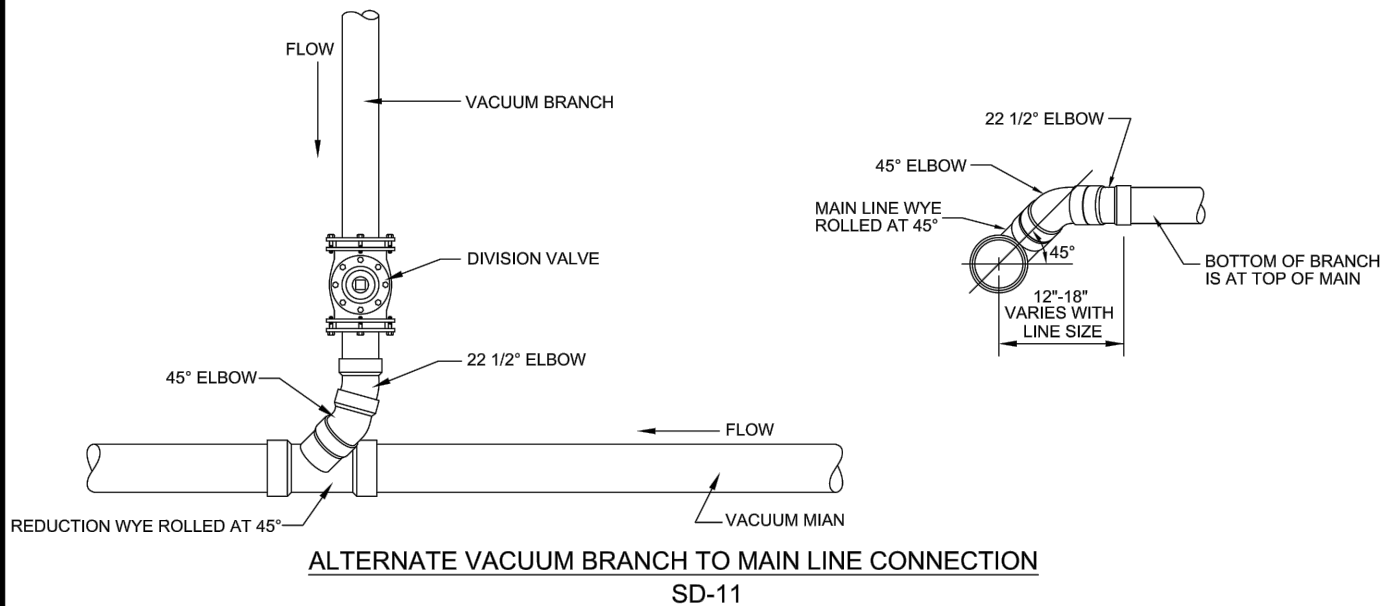 FLOW
VACUUM BRANCH
DIVISION VALVE
22 1/2° ELBOW
45° ELBOW
FLOW
REDUCTION WYE ROLLED AT 45°
VACUUM MIAN
22 1/2° ELBOW
45° ELBOW
MAIN LINE WYE
ROLLED AT 45°
45°
BOTTOM OF BRANCH
IS AT TOP OF MAIN
12"-18"
VARIES WITH
LINE SIZE
ALTERNATE VACUUM BRANCH TO MAIN LINE CONNECTION
SD-11